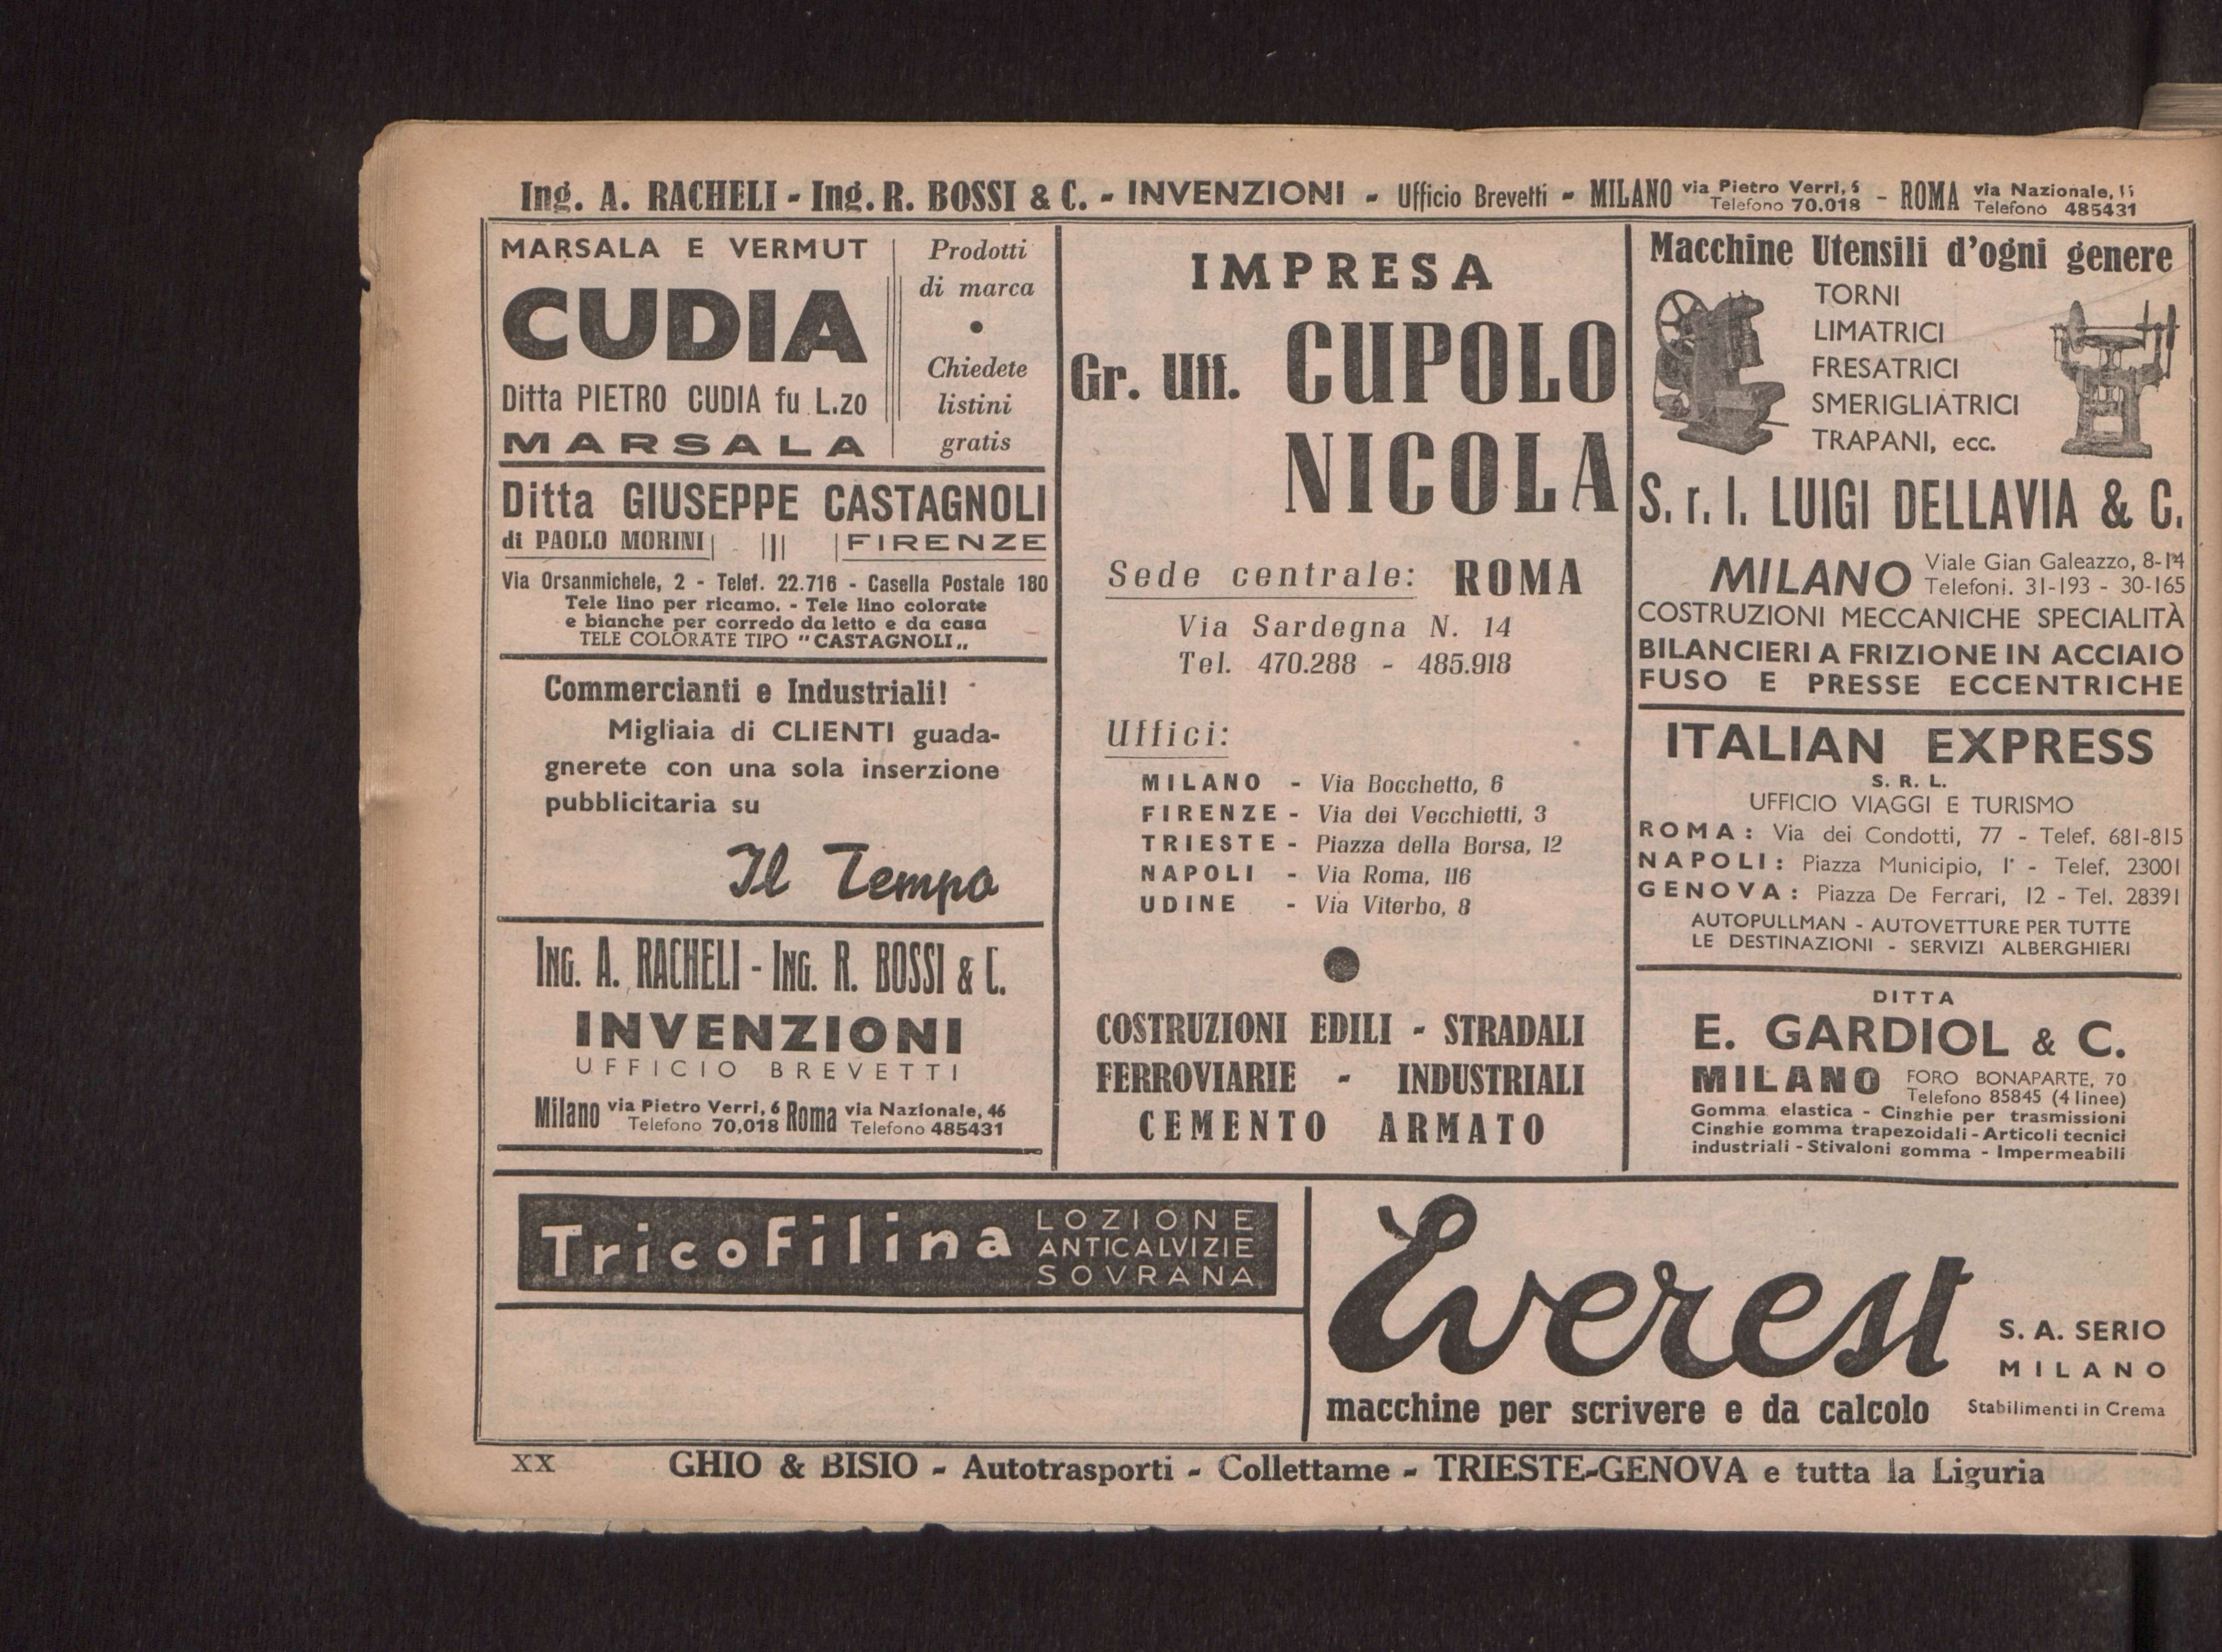 Ing. A. RACHELI - Ing. R. BOSSI & C. - INVENZIONI - Ufficio Brevetti - MILANO via Pietro Verri, 6 Telefono 70.018 - ROMA via Nazionale, Telefono 485431
MARSALA E VERMUT
CUDIA
Ditta PIETRO CUDIA fu L.zo
MARSALA
Prodotti
di marca
•
Chiedete
listini
gratis
Ditta GIUSEPPE CASTAGNOLI
di PAOLO MORINI FIRENZE
Via Orsanmichele, 2 - Telef. 22.716 - Casella Postale 180
Tele lino per ricamo. - Tele lino colorate
e bianche per corredo da letto e da casa
TELE COLORATE TIPO "CASTAGNOLI„
Commercianti e Industriali!
Migliaia di CLIENTI guada-
gnerete con una sola inserzione
pubblicitaria su
Il Tempo
ING. A. RACHELI - ING. R. BOSSI & C.
INVENZIONI
UFFICIO BREVETTI
Milano via Pietro Verri, 6 Telefono 70,018 Roma via Nazionale, 46 Telefono 485431
IMPRESA
Gr. Uff. CUPOLO
NICOLA
Sede centrale: ROMA
Via Sardegna N. 14
Tel. 470.288 - 485.918
Uffici:
MILANO - Via Bocchetto, 6
FIRENZE - Via dei Vecchietti, 3
TRIESTE - Piazza della Borsa, 12
NAPOLI - Via Roma, 116
UDINE - Via Viterbo, 8
COSTRUZIONI EDILI - STRADALI
FERROVIARIE - INDUSTRIALI
CEMENTO ARMATO
Macchine Utensili d'ogni genere
TORNI
LIMATRICI
FRESATRICI
SMERIGLIATRICI
TRAPANI, ecc.
S. r. l. LUIGI DELLAVIA & C.
MILANO Viale Gian Galeazzo, 8-14
Telefoni. 31-193 - 30-165
COSTRUZIONI MECCANICHE SPECIALITÀ
BILANCIERI A FRIZIONE IN ACCIAIO
FUSO E PRESSE ECCENTRICHE
ITALIAN EXPRESS
S. R. L.
UFFICIO VIAGGI E TURISMO
ROMA: Via dei Condotti, 77 - Telef. 681-815
NAPOLI: Piazza Municipio, 1° - Telef. 23001
GENOVA: Piazza De Ferrari, 12 - Tel. 28391
AUTOPULLMAN - AUTOVETTURE PER TUTTE
LE DESTINAZIONI - SERVIZI ALBERGHIERI
DITTA
E. GARDIOL & C.
MILANO FORO BONAPARTE, 70
Telefono 85845 (4 linee)
Gomma elastica - Cinghie per trasmissioni
Cinghie gomma trapezoidali - Articoli tecnici
industriali - Stivaloni gomma - Impermeabili
Tricofilina
LOZIONE
ANTICALVIZIE
SOVRANA
Everest
S. A. SERIO
MILANO
macchine per scrivere e da calcolo
Stabilimenti in Crema
XX
GHIO & BISIO - Autotrasporti - Collettame - TRIESTE-GENOVA e tutta la Liguria